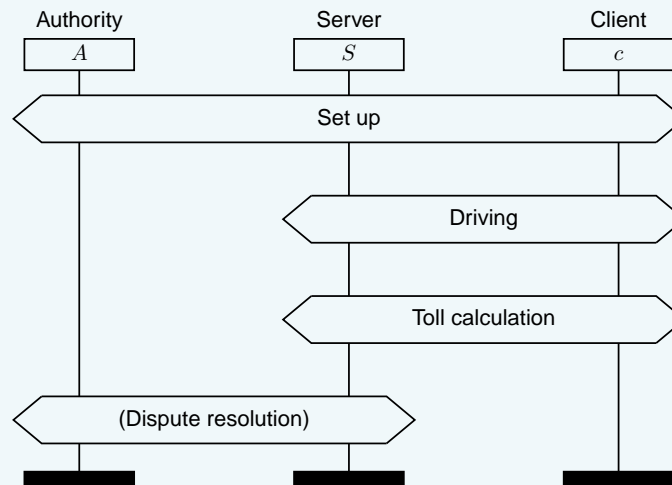 Authority Server Client
A S c
Set up
Driving
Toll calculation
(Dispute resolution)